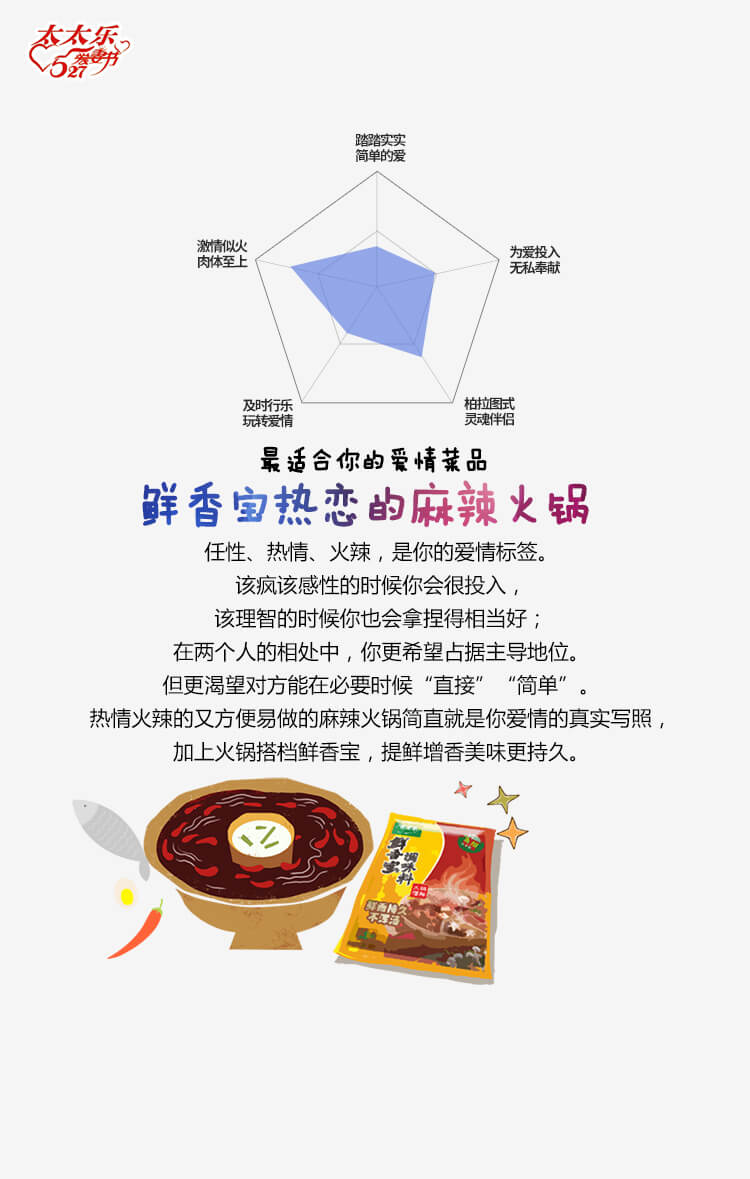 太太乐
527爱享书
踏踏实实
简单的爱
激情似火
肉体至上
为爱投入
无私奉献
及时行乐
玩转爱情
柏拉图式
灵魂伴侣
最适合你的爱情菜品
鲜香宝热恋的麻辣火锅
任性、热情、火辣，是你的爱情标签。
该疯该感性的时候你会很投入，
该理智的时候你也会拿捏得相当好；
在两个人的相处中，你更希望占据主导地位。
但更渴望对方能在必要时候“直接”“简单”。
热情火辣的又方便易做的麻辣火锅简直就是你爱情的真实写照，
加上火锅搭档鲜香宝，提鲜增香美味更持久。
鲜香宝
调味料
鲜香持久
不浑汤